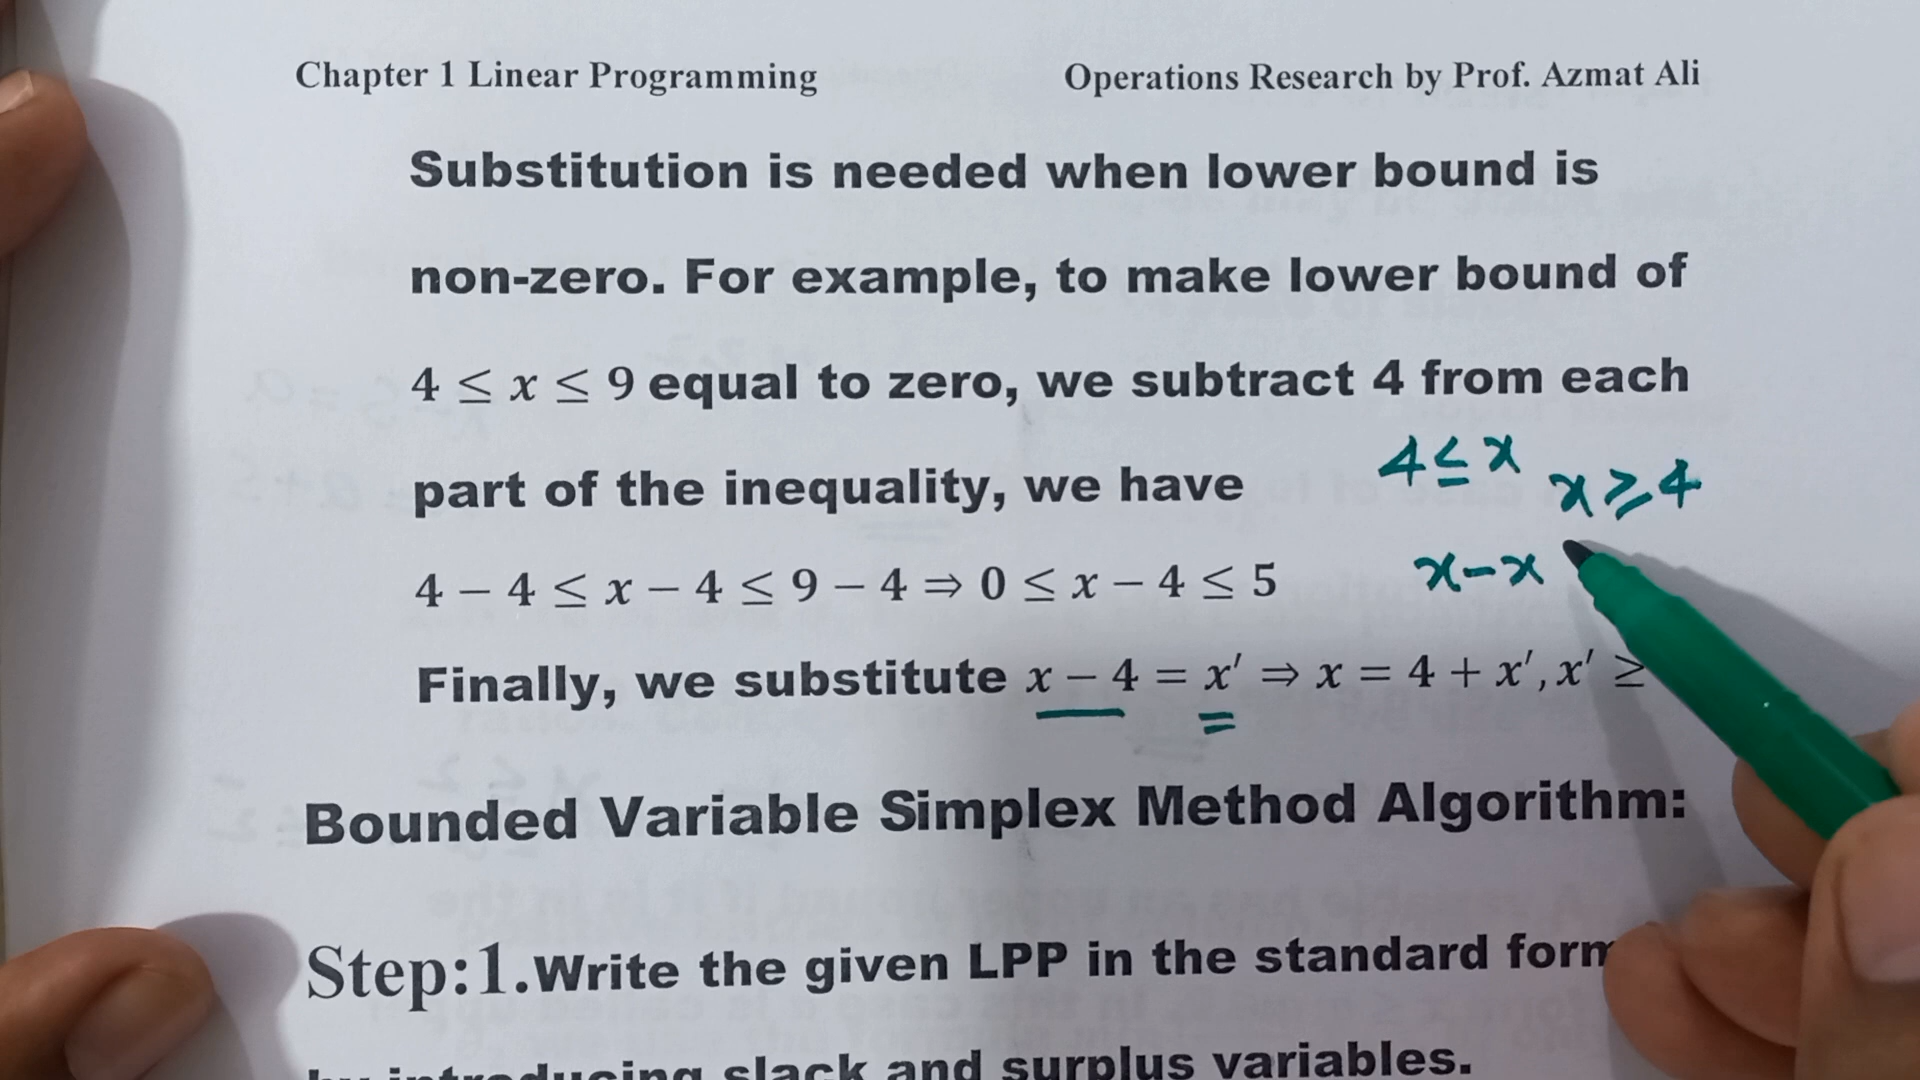 Chapter 1 Linear Programming Operations Research by Prof. Azmat Ali
Substitution is needed when lower bound is
non-zero. For example, to make lower bound of
4 ≤ x ≤ 9 equal to zero, we subtract 4 from each
part of the inequality, we have
4 ≤ x
x ≥ 4
4 − 4 ≤ x − 4 ≤ 9 − 4 ⇒ 0 ≤ x − 4 ≤ 5
x − x
Finally, we substitute x − 4 = x′ ⇒ x = 4 + x′, x′ ≥
Bounded Variable Simplex Method Algorithm:
Step:1.Write the given LPP in the standard form
by introducing slack and surplus variables.